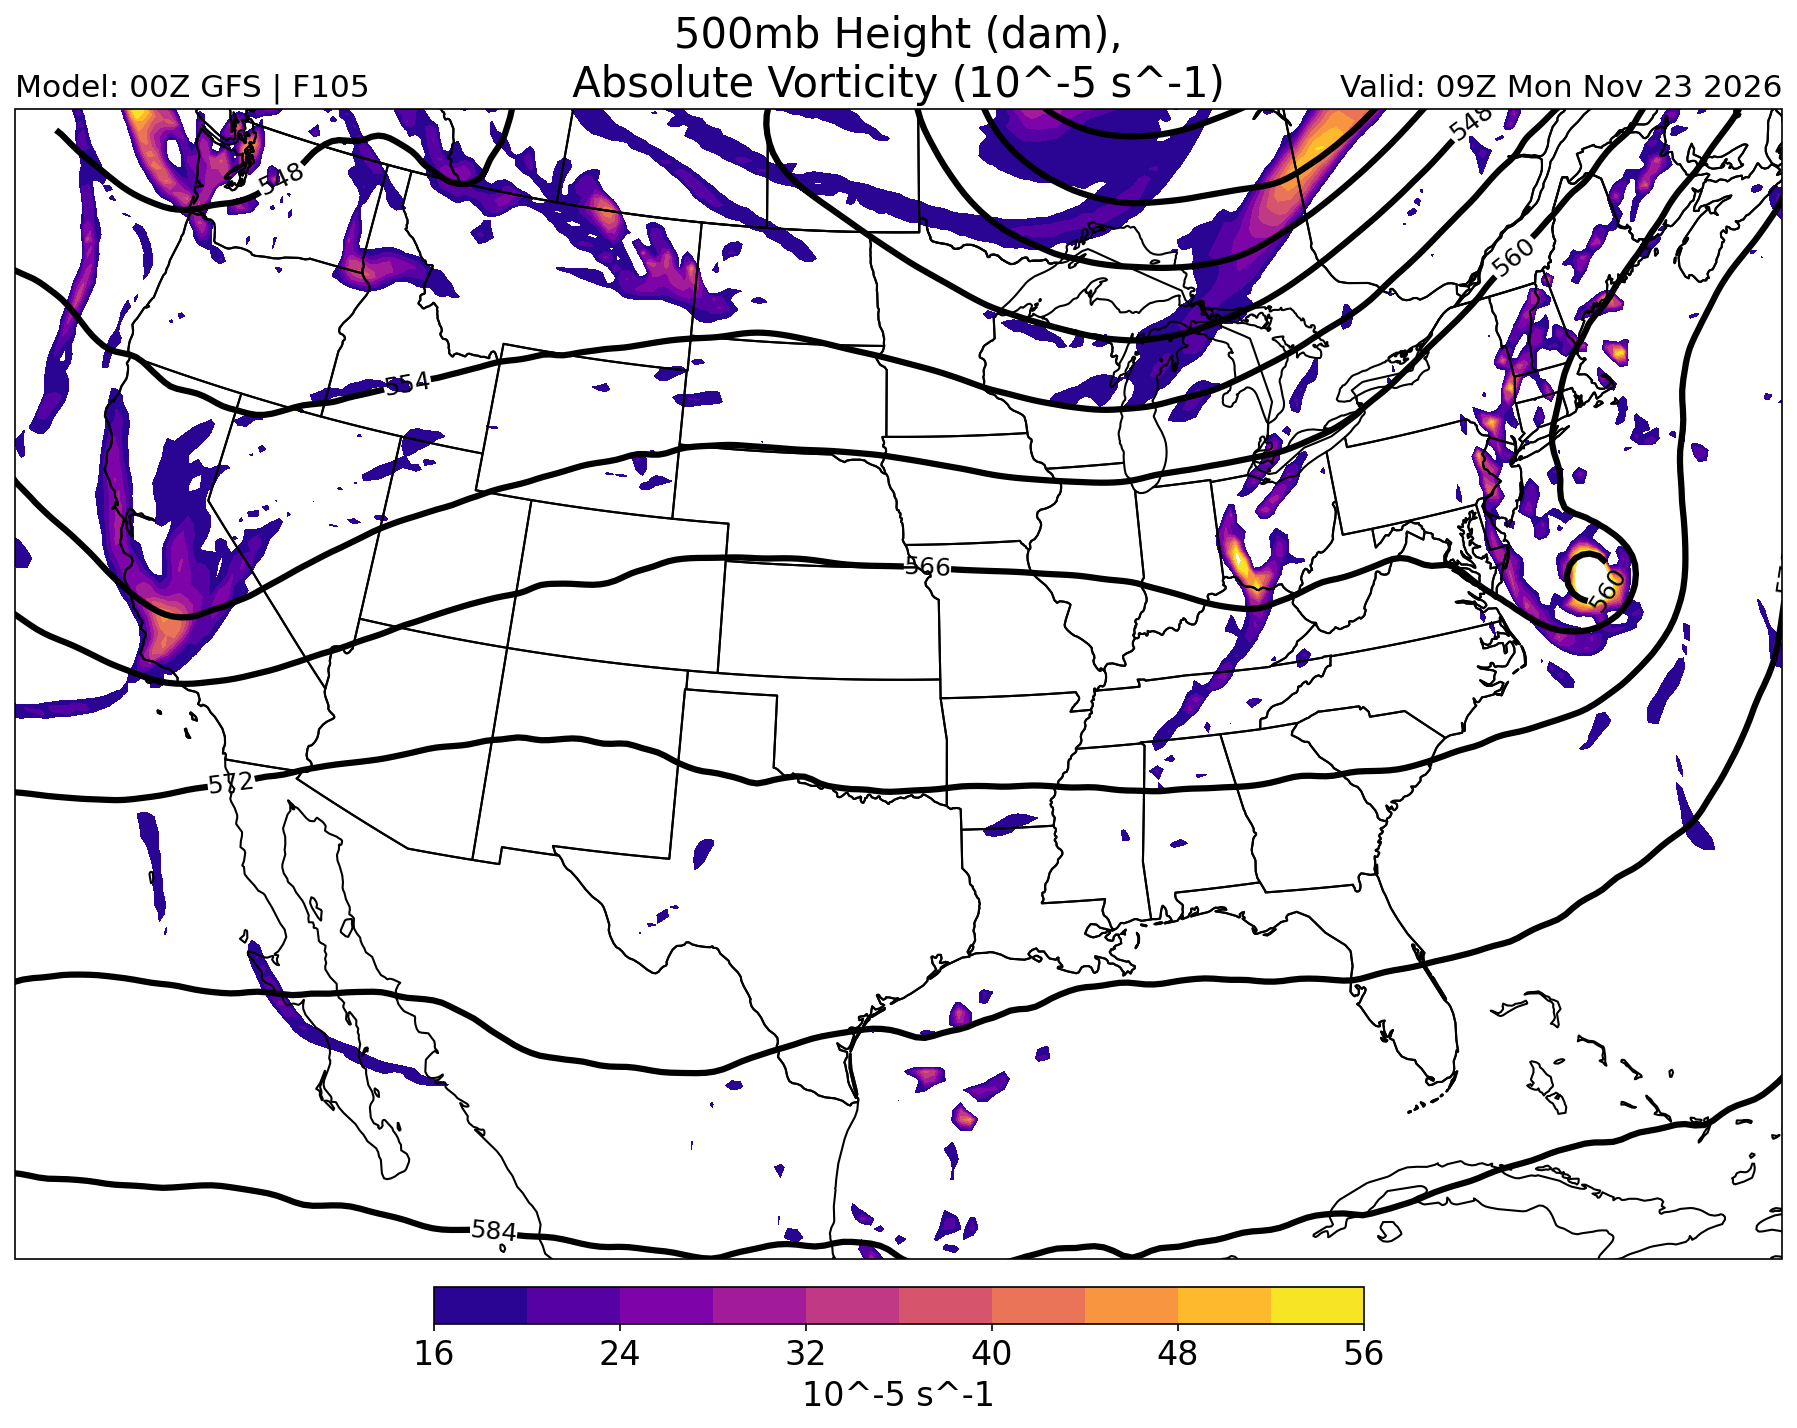 500mb Height (dam),
Model: 00Z GFS | F105
Absolute Vorticity (10^-5 s^-1)
Valid: 09Z Mon Nov 23 2026
548
548
560
554
566
560
572
584
16 24 32 40 48 56
10^-5 s^-1